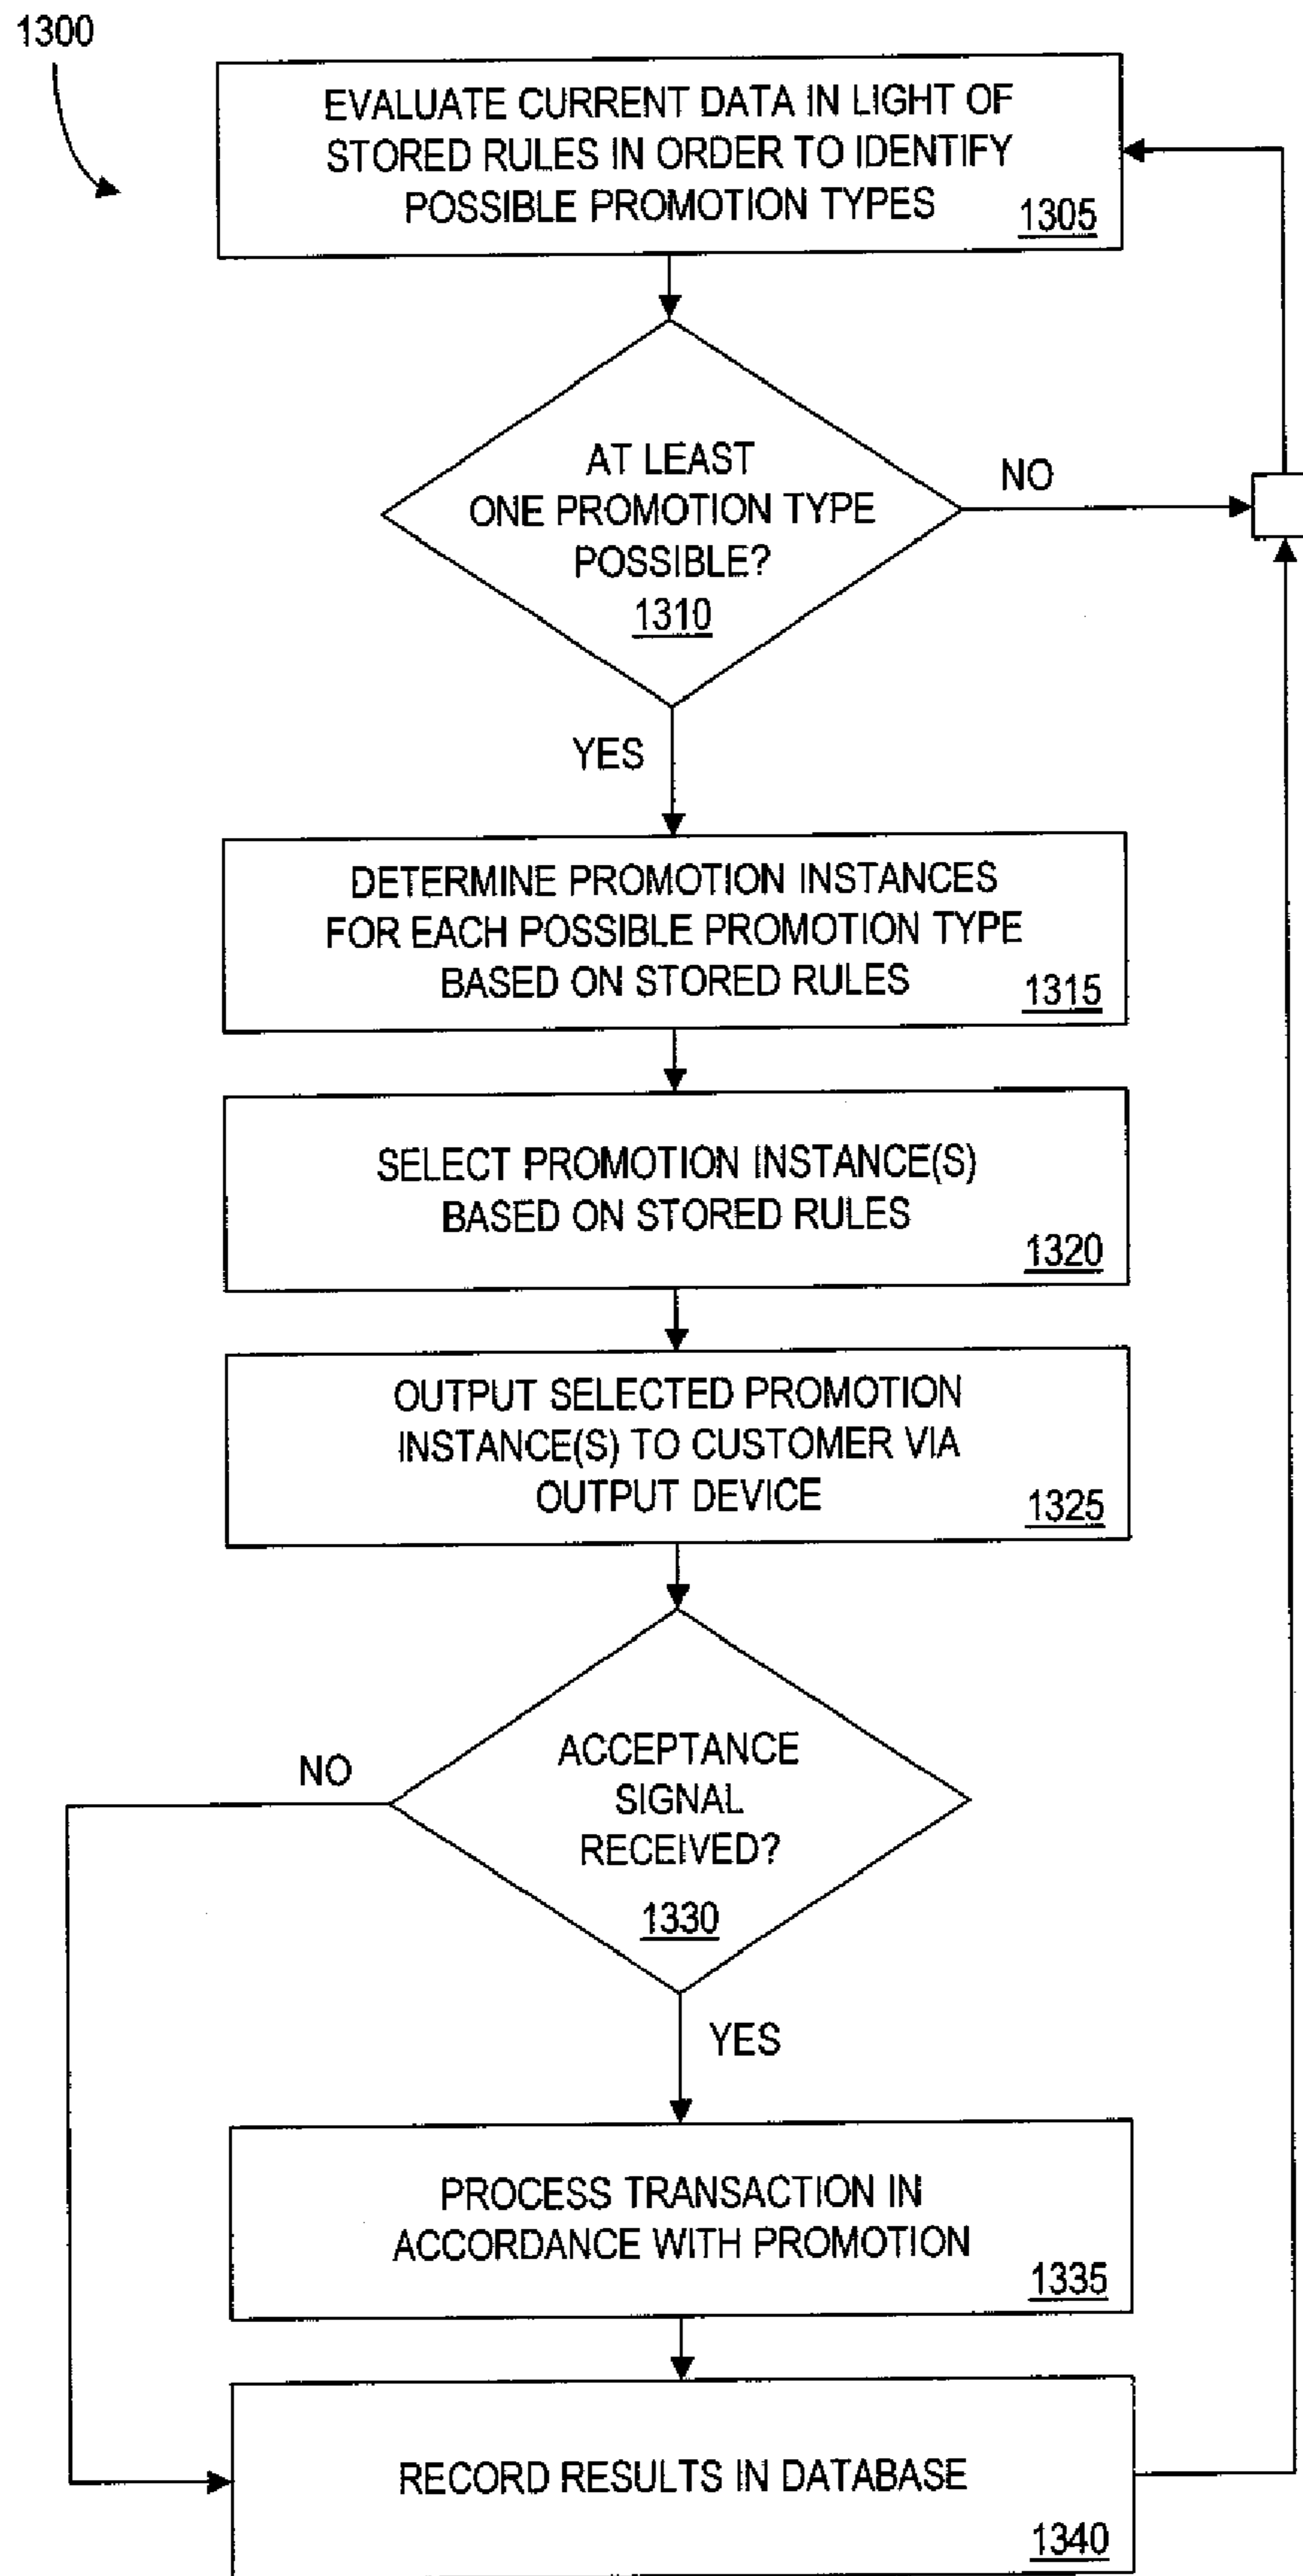 1300
EVALUATE CURRENT DATA IN LIGHT OF
STORED RULES IN ORDER TO IDENTIFY
POSSIBLE PROMOTION TYPES
1305
AT LEAST
ONE PROMOTION TYPE
POSSIBLE?
1310
NO
YES
DETERMINE PROMOTION INSTANCES
FOR EACH POSSIBLE PROMOTION TYPE
BASED ON STORED RULES
1315
SELECT PROMOTION INSTANCE(S)
BASED ON STORED RULES
1320
OUTPUT SELECTED PROMOTION
INSTANCE(S) TO CUSTOMER VIA
OUTPUT DEVICE
1325
ACCEPTANCE
SIGNAL
RECEIVED?
1330
NO
YES
PROCESS TRANSACTION IN
ACCORDANCE WITH PROMOTION
1335
RECORD RESULTS IN DATABASE
1340